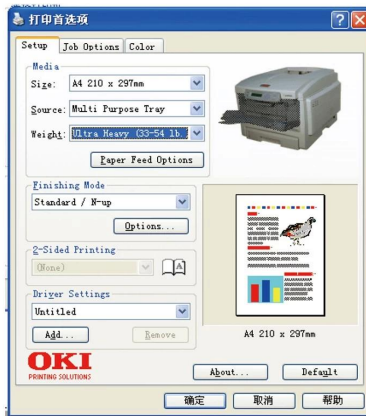 打印首选项
Setup Job Options Color
Media
Size: A4 210 x 297mm
Source: Multi Purpose Tray
Weight: Ultra Heavy (33-54 lb.
Paper Feed Options
Finishing Mode
Standard / N-up
Options...
2-Sided Printing
(None)
A
Driver Settings
Untitled
Add... Remove
A4 210 x 297mm
OKI
PRINTING SOLUTIONS
About... Default
确定 取消 帮助